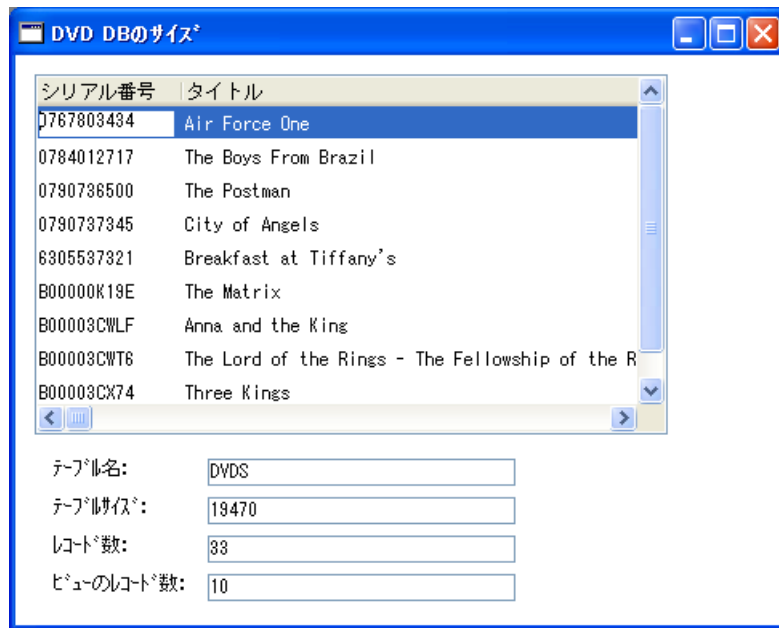 DVD DBのｻｲｽﾞ
シリアル番号 タイトル
0767803434 Air Force One
0784012717 The Boys From Brazil
0790736500 The Postman
0790737345 City of Angels
6305537321 Breakfast at Tiffany's
B00000K19E The Matrix
B00003CWLF Anna and the King
B00003CWT6 The Lord of the Rings - The Fellowship of the R
B00003CX74 Three Kings
ﾃｰﾌﾞﾙ名: DVDS
ﾃｰﾌﾞﾙｻｲｽﾞ: 19470
ﾚｺｰﾄﾞ数: 33
ﾋﾞｭｰのﾚｺｰﾄﾞ数: 10